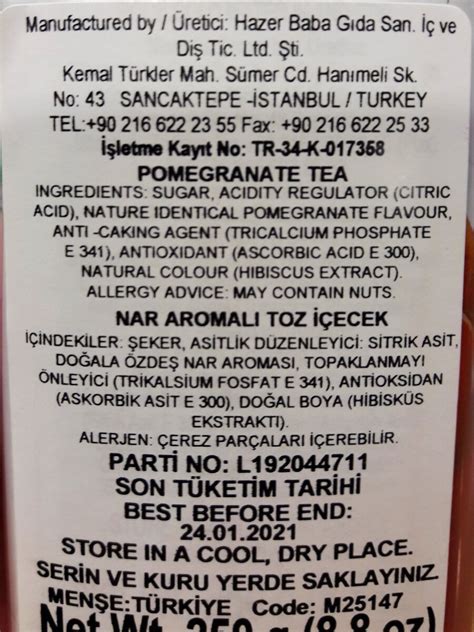 Manufactured by / Üretici: Hazer Baba Gıda San. İç ve
Diş Tic. Ltd. Şti.
Kemal Türkler Mah. Sümer Cd. Hanımeli Sk.
No: 43 SANCAKTEPE -İSTANBUL / TURKEY
TEL:+90 216 622 23 55 Fax: +90 216 622 25 33
İşletme Kayıt No: TR-34-K-017358
POMEGRANATE TEA
INGREDIENTS: SUGAR, ACIDITY REGULATOR (CITRIC
ACID), NATURE IDENTICAL POMEGRANATE FLAVOUR,
ANTI -CAKING AGENT (TRICALCIUM PHOSPHATE
E 341), ANTIOXIDANT (ASCORBIC ACID E 300),
NATURAL COLOUR (HIBISCUS EXTRACT).
ALLERGY ADVICE: MAY CONTAIN NUTS.
NAR AROMALI TOZ İÇECEK
İÇİNDEKİLER: ŞEKER, ASİTLİK DÜZENLEYİCİ: SİTRİK ASİT,
DOĞALA ÖZDEŞ NAR AROMASI, TOPAKLANMAYI
ÖNLEYİCİ (TRİKALSİUM FOSFAT E 341), ANTİOKSİDAN
(ASKORBİK ASİT E 300), DOĞAL BOYA (HİBİSKÜS
EKSTRAKTI).
ALERJEN: ÇEREZ PARÇALARI İÇEREBİLİR.
PARTİ NO: L192044711
SON TÜKETİM TARİHİ
BEST BEFORE END:
24.01.2021
STORE IN A COOL, DRY PLACE.
SERİN VE KURU YERDE SAKLAYINIZ.
MENŞE:TÜRKİYE Code: M25147
Net Wt. 250 g (8.8 oz)